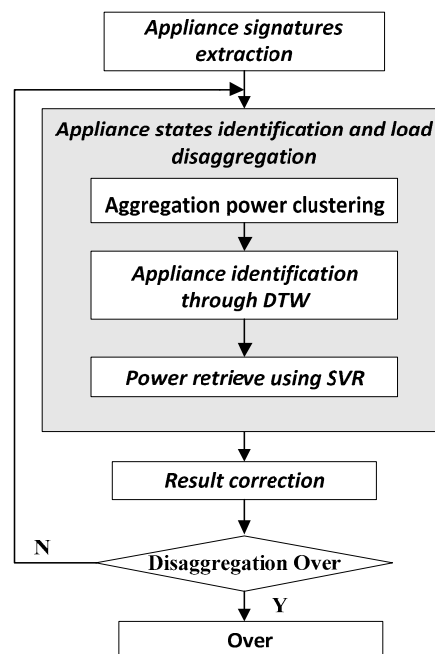 Appliance signatures
extraction
Appliance states identification and load
disaggregation
Aggregation power clustering
Appliance identification
through DTW
Power retrieve using SVR
Result correction
N
Disaggregation Over
Y
Over